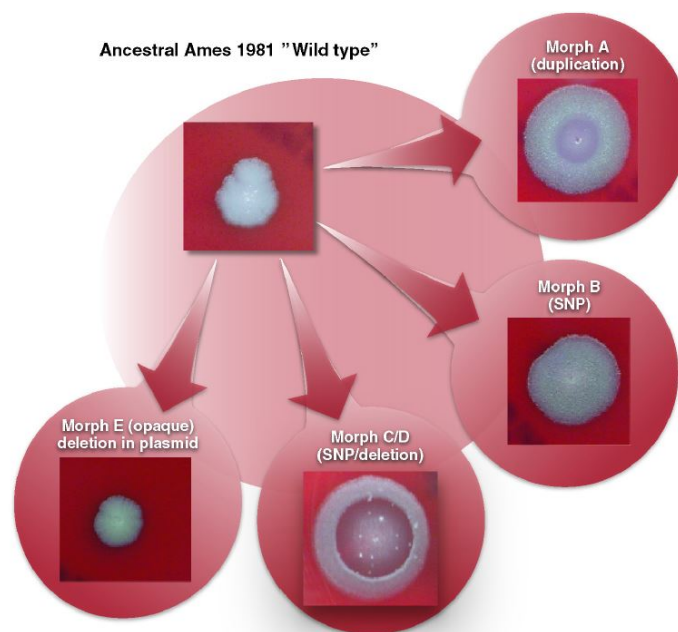 Ancestral Ames 1981 ”Wild type”
Morph A
(duplication)
Morph B
(SNP)
Morph E (opaque)
deletion in plasmid
Morph C/D
(SNP/deletion)